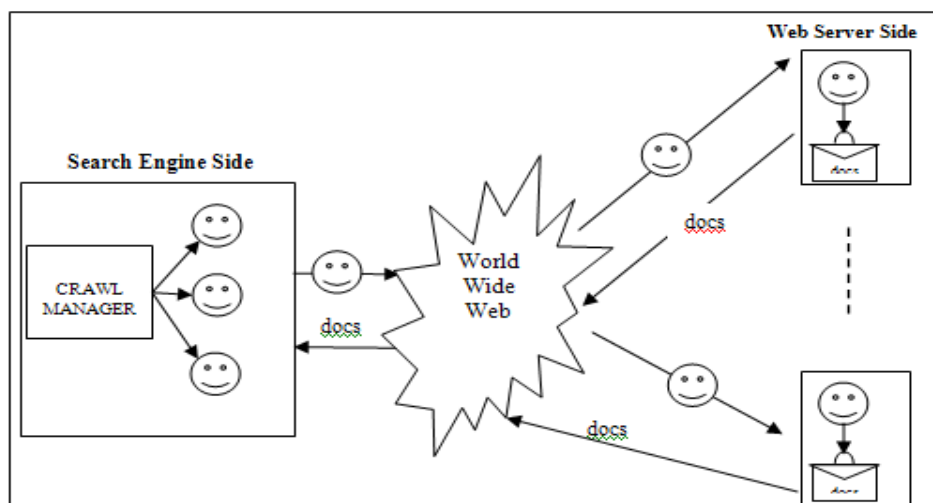 Web Server Side
Search Engine Side
CRAWL
MANAGER
World
Wide
Web
docs
docs
docs
docs